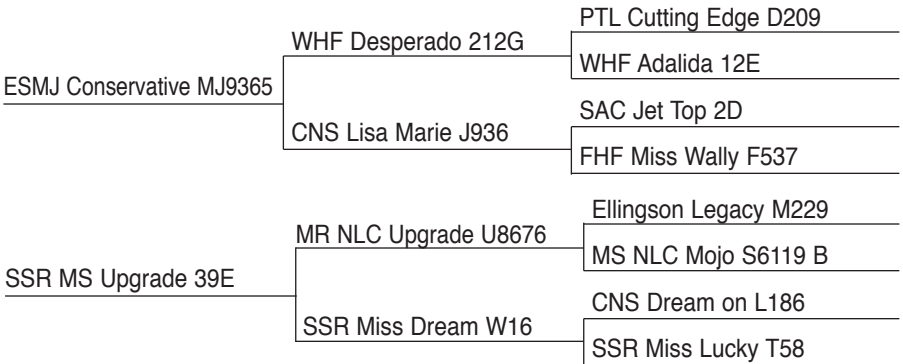 PTL Cutting Edge D209
WHF Desperado 212G
WHF Adalida 12E
ESMJ Conservative MJ9365
SAC Jet Top 2D
CNS Lisa Marie J936
FHF Miss Wally F537
Ellingson Legacy M229
MR NLC Upgrade U8676
MS NLC Mojo S6119 B
SSR MS Upgrade 39E
CNS Dream on L186
SSR Miss Dream W16
SSR Miss Lucky T58